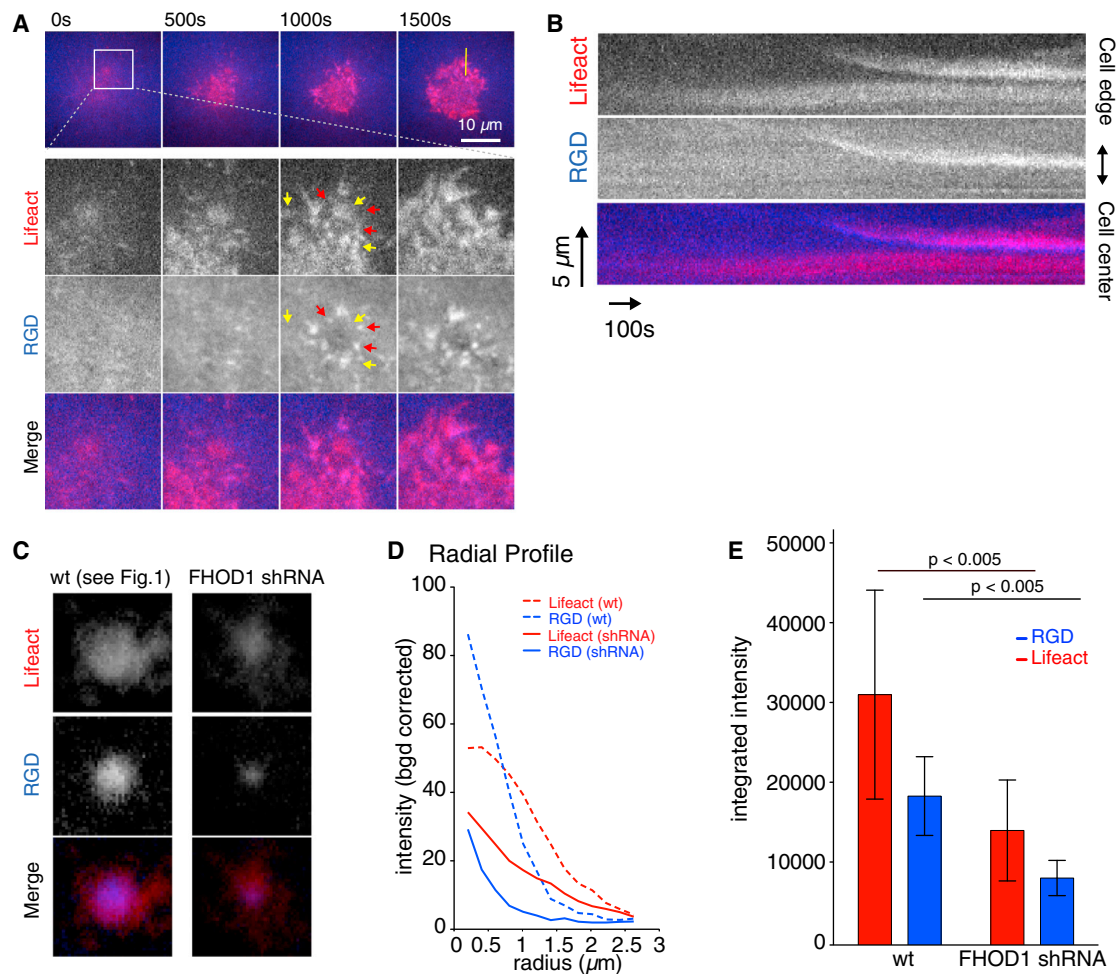 A
0s 500s 1000s 1500s
10 µm
Lifeact
RGD
Merge
B
Lifeact
RGD
Cell edge
Cell center
5 µm
100s
C
wt (see Fig.1) FHOD1 shRNA
Lifeact
RGD
Merge
D Radial Profile
intensity (bgd corrected)
100
80
60
40
20
0
Lifeact (wt)
RGD (wt)
Lifeact (shRNA)
RGD (shRNA)
0 0.5 1 1.5 2 2.5 3
radius (µm)
E
integrated intensity
50000
40000
30000
20000
10000
0
p < 0.005
p < 0.005
RGD
Lifeact
wt FHOD1 shRNA